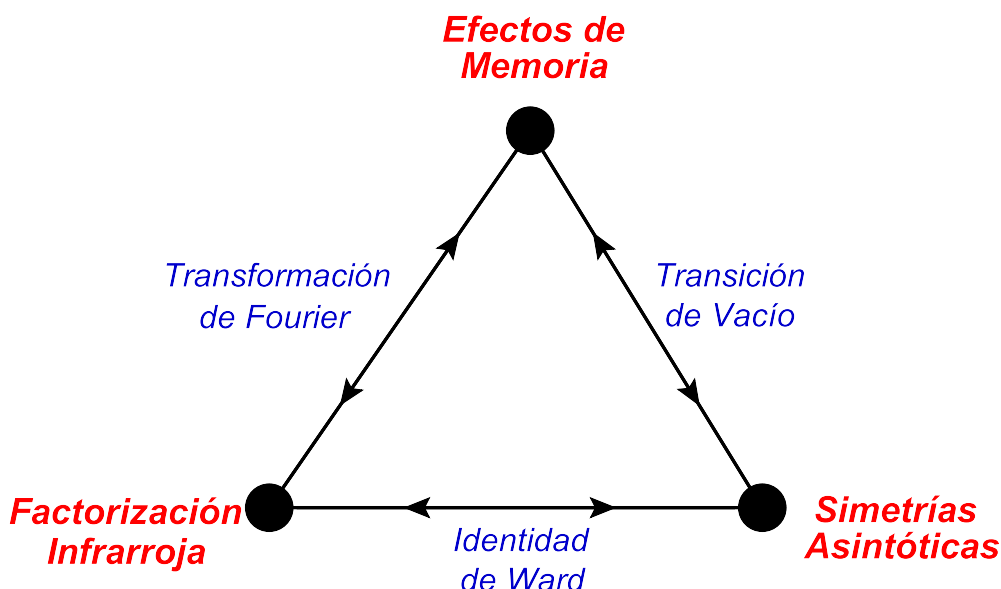 Efectos de
Memoria
Transformación
de Fourier
Transición
de Vacío
Factorización
Infrarroja
Identidad
de Ward
Simetrías
Asintóticas